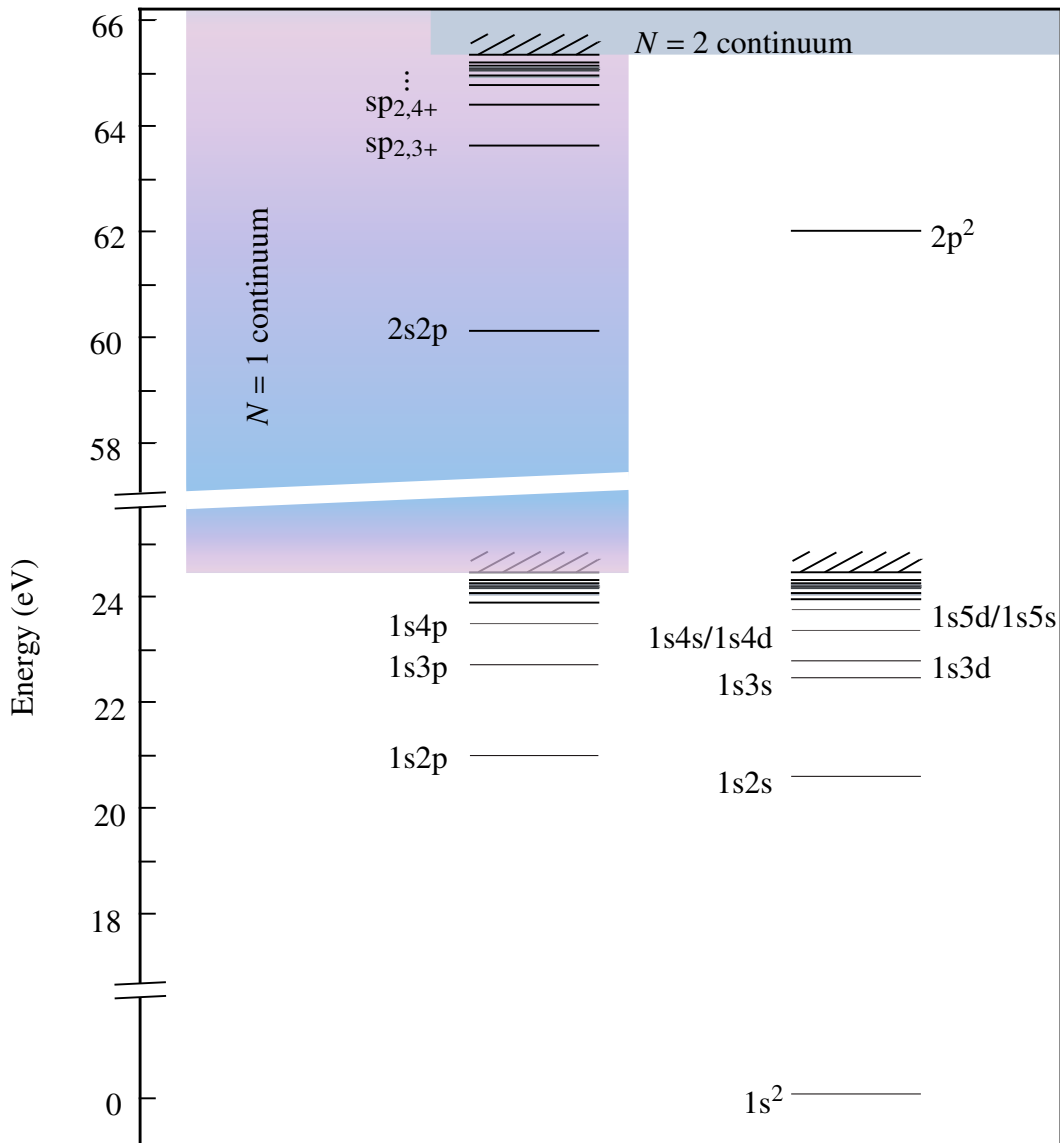 66
N = 2 continuum
⋮
sp2,4+
64
sp2,3+
62
2p²
N = 1 continuum
2s2p
60
58
24
1s4p
1s4s/1s4d
1s5d/1s5s
1s3p
1s3d
1s3s
22
Energy (eV)
1s2p
1s2s
20
18
0
1s²